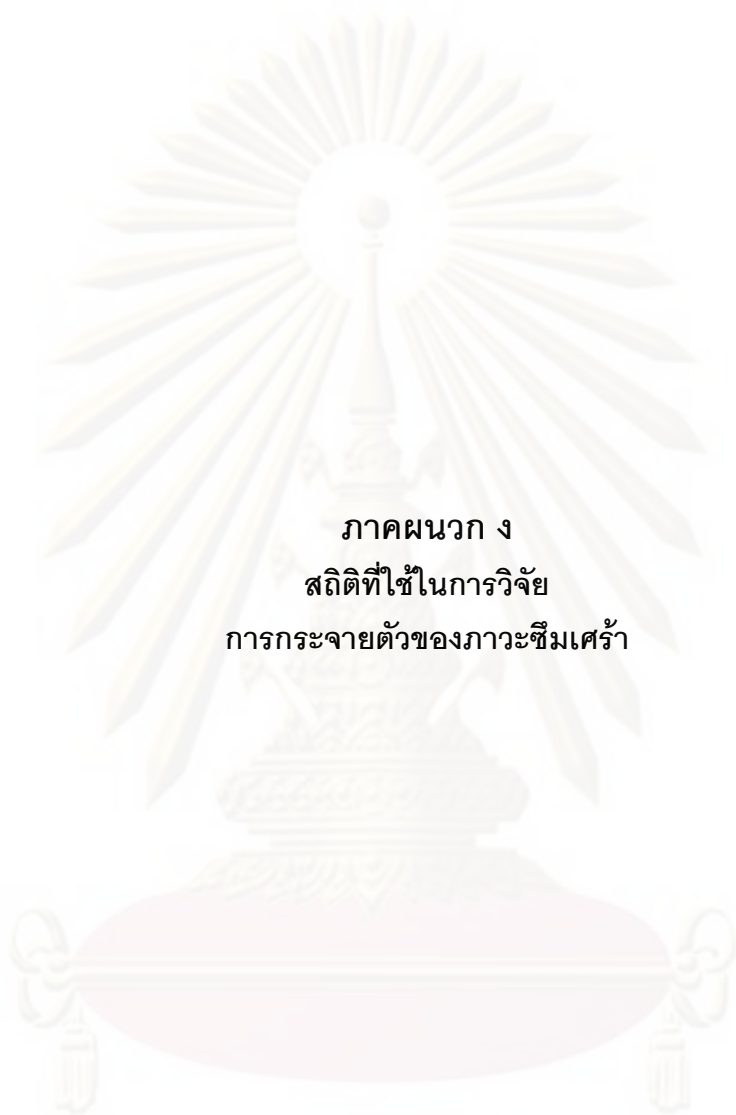 ภาคผนวก ง
สถิติที่ใช้ในการวิจัย
การกระจายตัวของภาวะซึมเศร้า